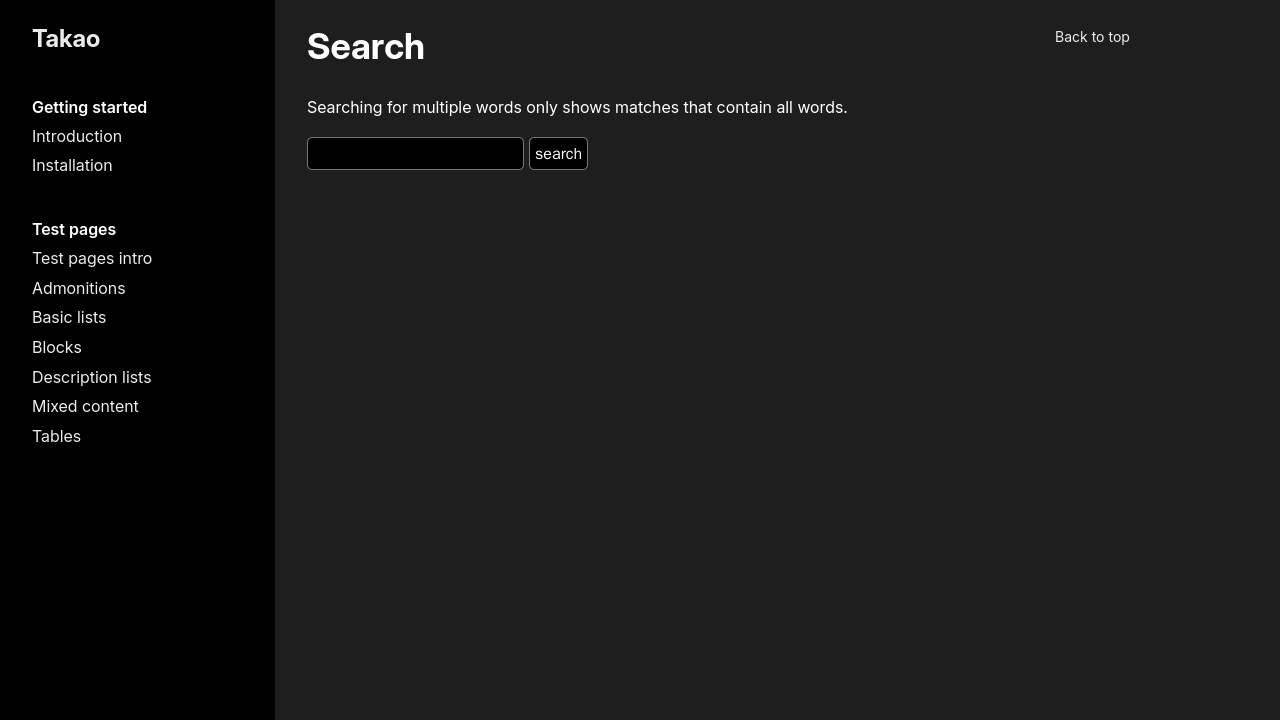 Takao
Getting started
Introduction
Installation
Test pages
Test pages intro
Admonitions
Basic lists
Blocks
Description lists
Mixed content
Tables
Search
Searching for multiple words only shows matches that contain all words.
search
Back to top